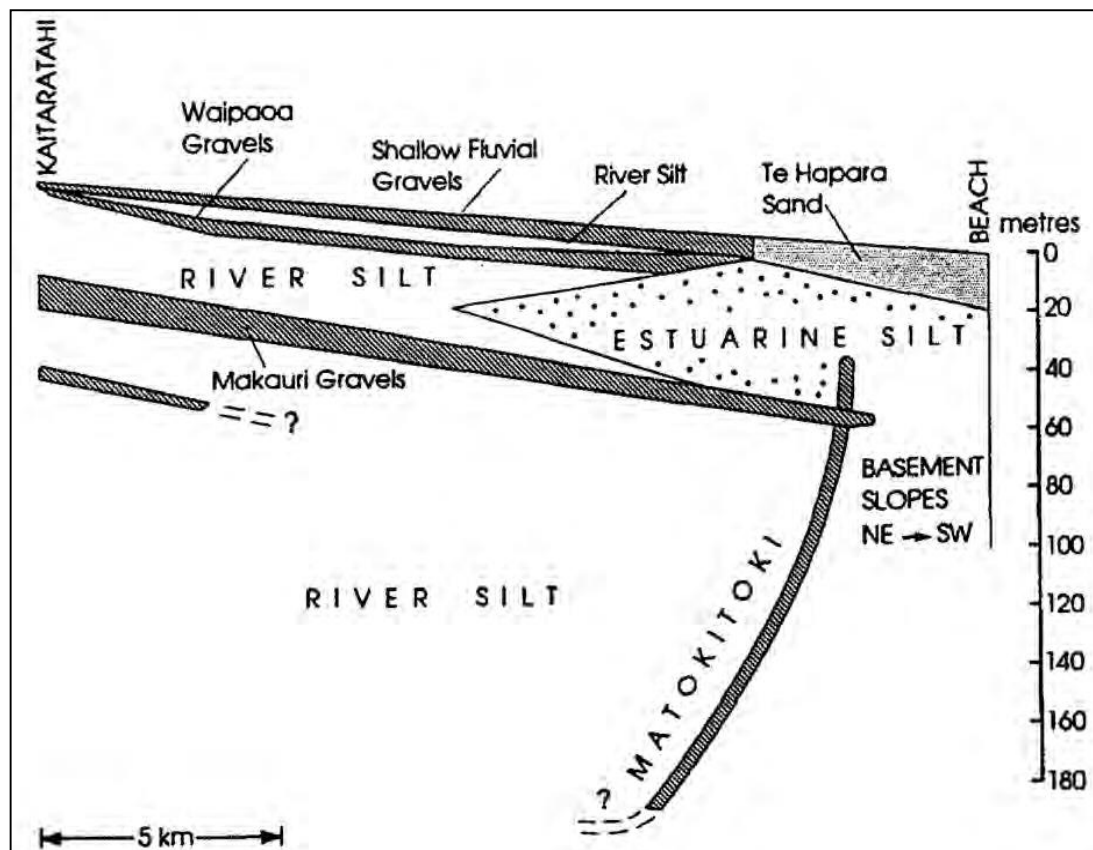 KAITARATAHI
Waipaoa
Gravels
Shallow Fluvial
Gravels
River Silt
Te Hapara
Sand
BEACH
metres
0
20
40
60
80
100
120
140
160
180
RIVER SILT
ESTUARINE SILT
Makauri Gravels
?
BASEMENT
SLOPES
NE → SW
RIVER SILT
MATOKITOKI
?
5 km